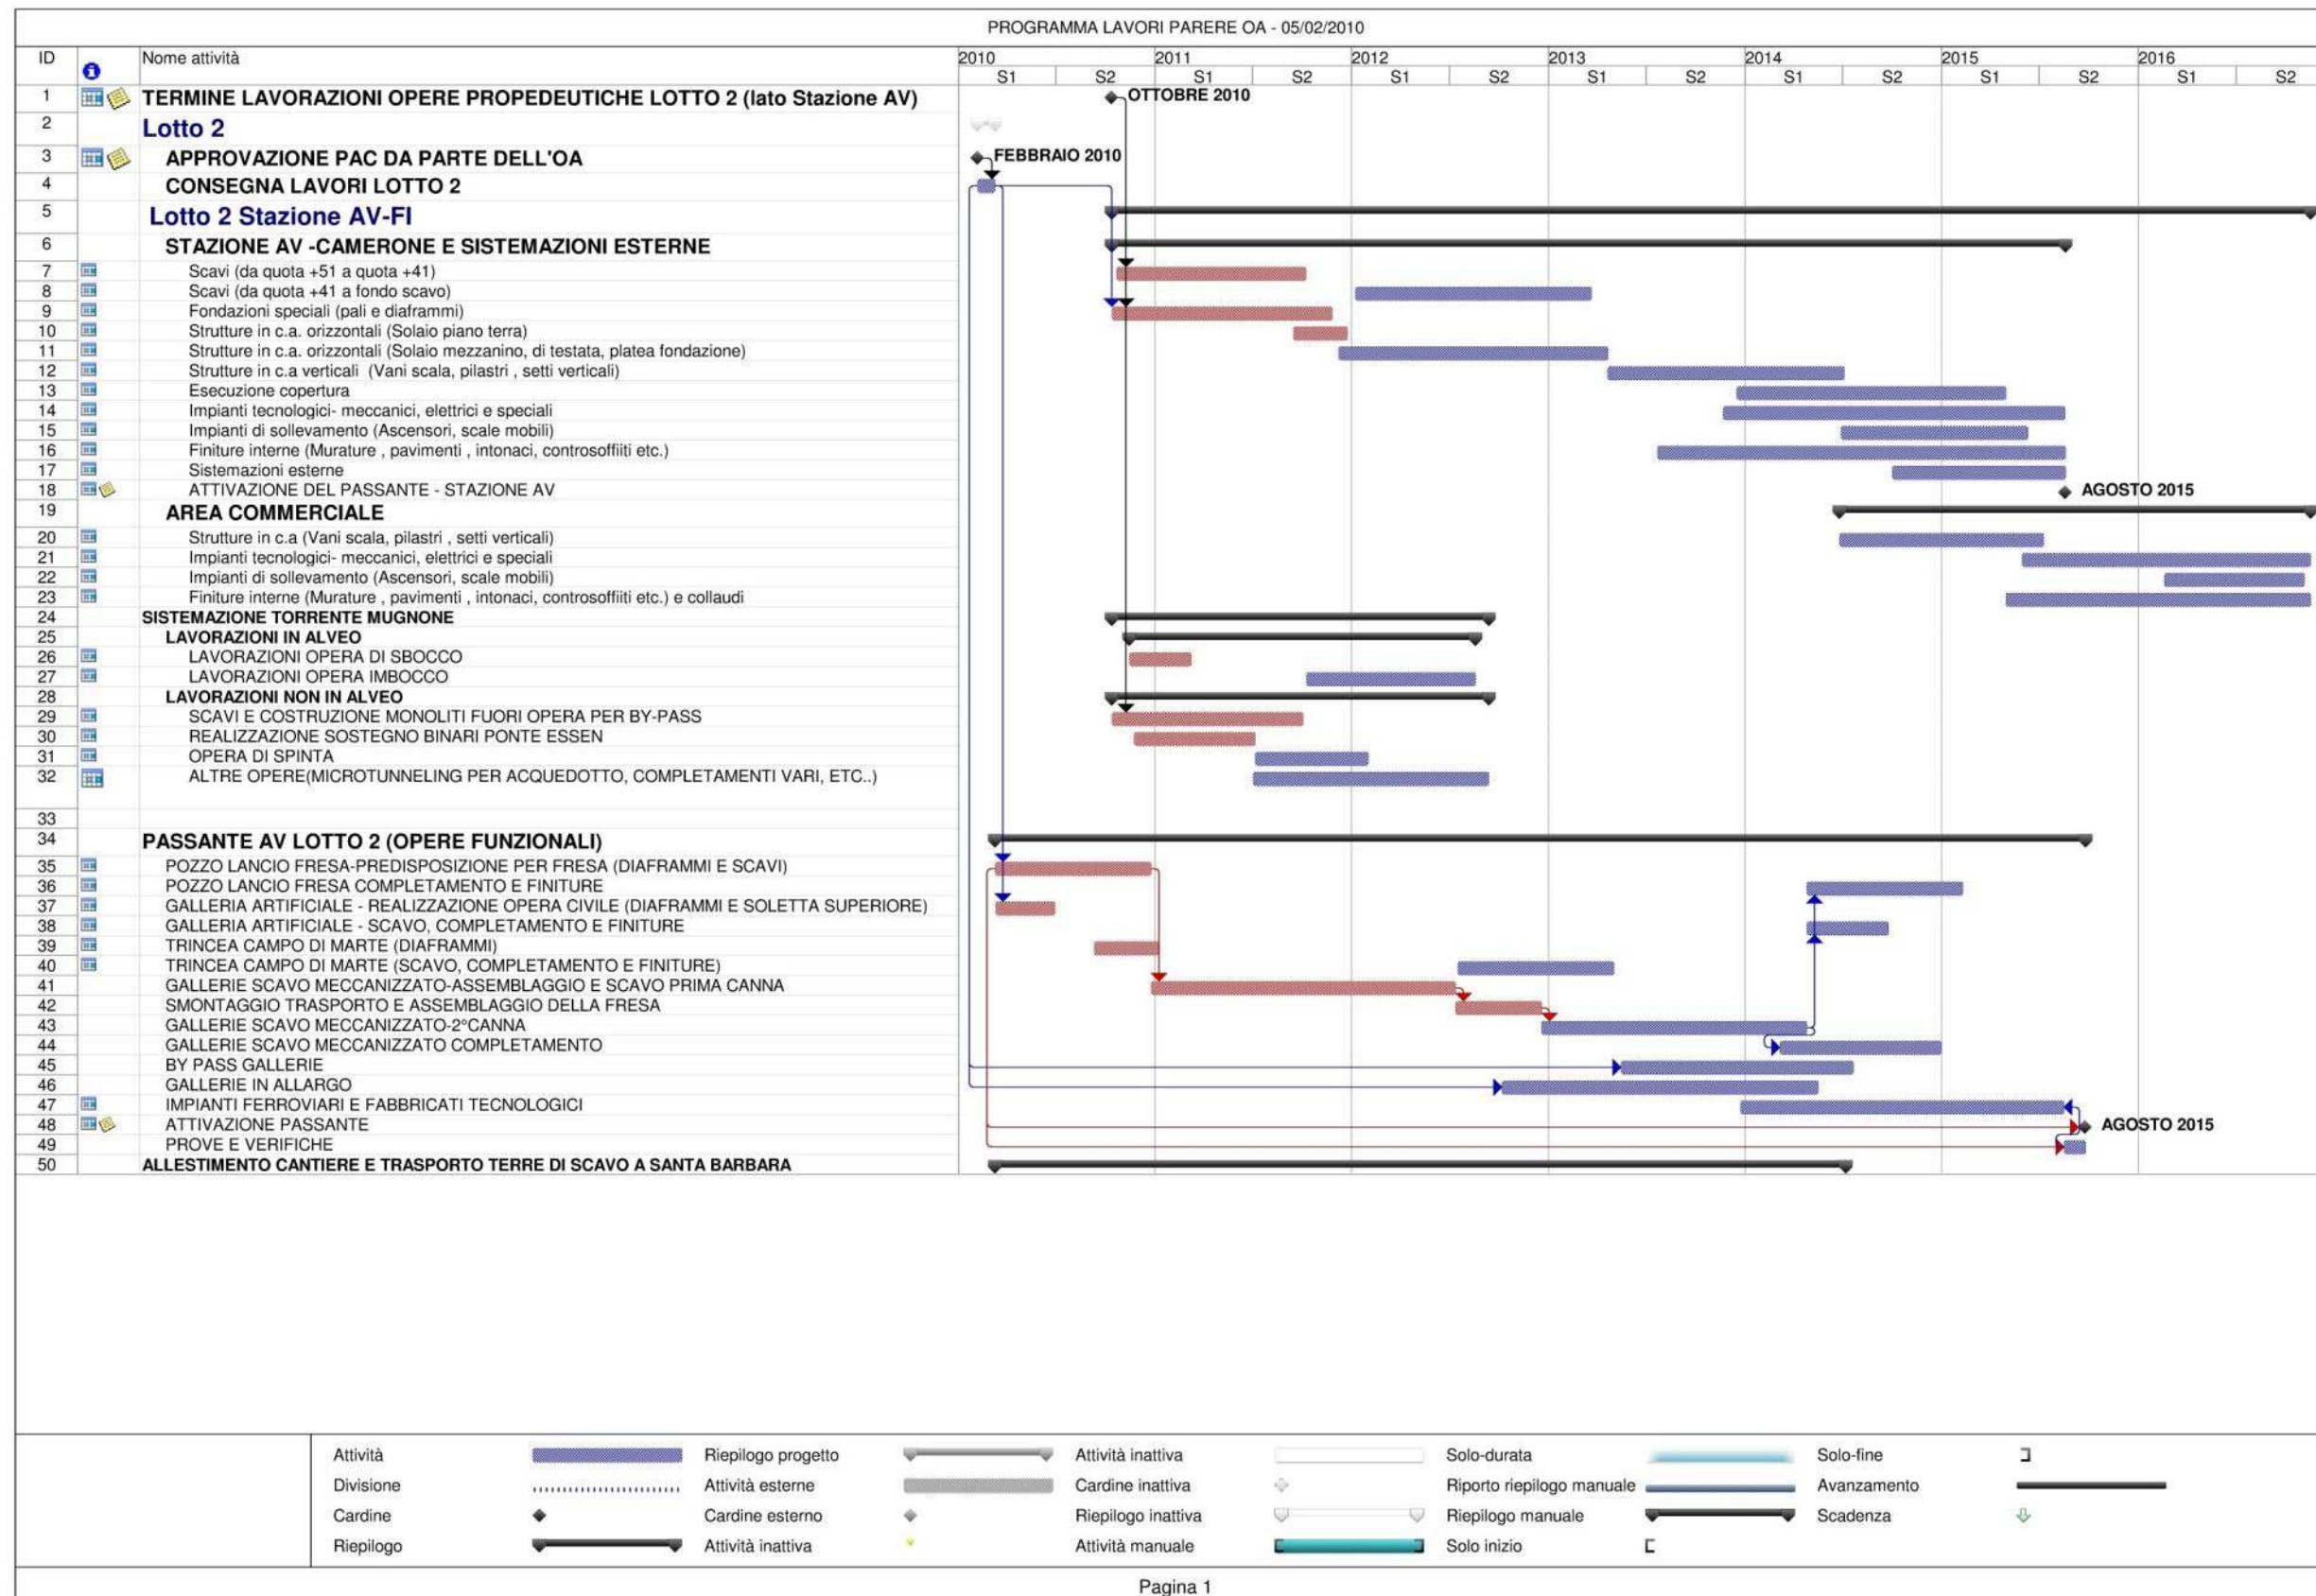 PROGRAMMA LAVORI PARERE OA - 05/02/2010
ID Nome attività 2010 2011 2012 2013 2014 2015 2016
S1 S2 S1 S2 S1 S2 S1 S2 S1 S2 S1 S2 S1 S2
1 TERMINE LAVORAZIONI OPERE PROPEDEUTICHE LOTTO 2 (lato Stazione AV) OTTOBRE 2010
2 Lotto 2
3 APPROVAZIONE PAC DA PARTE DELL'OA FEBBRAIO 2010
4 CONSEGNA LAVORI LOTTO 2
5 Lotto 2 Stazione AV-FI
6 STAZIONE AV -CAMERONE E SISTEMAZIONI ESTERNE
7 Scavi (da quota +51 a quota +41)
8 Scavi (da quota +41 a fondo scavo)
9 Fondazioni speciali (pali e diaframmi)
10 Strutture in c.a. orizzontali (Solaio piano terra)
11 Strutture in c.a. orizzontali (Solaio mezzanino, di testata, platea fondazione)
12 Strutture in c.a verticali (Vani scala, pilastri , setti verticali)
13 Esecuzione copertura
14 Impianti tecnologici- meccanici, elettrici e speciali
15 Impianti di sollevamento (Ascensori, scale mobili)
16 Finiture interne (Murature , pavimenti , intonaci, controsoffiiti etc.)
17 Sistemazioni esterne
18 ATTIVAZIONE DEL PASSANTE - STAZIONE AV AGOSTO 2015
19 AREA COMMERCIALE
20 Strutture in c.a (Vani scala, pilastri , setti verticali)
21 Impianti tecnologici- meccanici, elettrici e speciali
22 Impianti di sollevamento (Ascensori, scale mobili)
23 Finiture interne (Murature , pavimenti , intonaci, controsoffiiti etc.) e collaudi
24 SISTEMAZIONE TORRENTE MUGNONE
25 LAVORAZIONI IN ALVEO
26 LAVORAZIONI OPERA DI SBOCCO
27 LAVORAZIONI OPERA IMBOCCO
28 LAVORAZIONI NON IN ALVEO
29 SCAVI E COSTRUZIONE MONOLITI FUORI OPERA PER BY-PASS
30 REALIZZAZIONE SOSTEGNO BINARI PONTE ESSEN
31 OPERA DI SPINTA
32 ALTRE OPERE(MICROTUNNELING PER ACQUEDOTTO, COMPLETAMENTI VARI, ETC..)
33
34 PASSANTE AV LOTTO 2 (OPERE FUNZIONALI)
35 POZZO LANCIO FRESA-PREDISPOSIZIONE PER FRESA (DIAFRAMMI E SCAVI)
36 POZZO LANCIO FRESA COMPLETAMENTO E FINITURE
37 GALLERIA ARTIFICIALE - REALIZZAZIONE OPERA CIVILE (DIAFRAMMI E SOLETTA SUPERIORE)
38 GALLERIA ARTIFICIALE - SCAVO, COMPLETAMENTO E FINITURE
39 TRINCEA CAMPO DI MARTE (DIAFRAMMI)
40 TRINCEA CAMPO DI MARTE (SCAVO, COMPLETAMENTO E FINITURE)
41 GALLERIE SCAVO MECCANIZZATO-ASSEMBLAGGIO E SCAVO PRIMA CANNA
42 SMONTAGGIO TRASPORTO E ASSEMBLAGGIO DELLA FRESA
43 GALLERIE SCAVO MECCANIZZATO-2°CANNA
44 GALLERIE SCAVO MECCANIZZATO COMPLETAMENTO
45 BY PASS GALLERIE
46 GALLERIE IN ALLARGO
47 IMPIANTI FERROVIARI E FABBRICATI TECNOLOGICI
48 ATTIVAZIONE PASSANTE AGOSTO 2015
49 PROVE E VERIFICHE
50 ALLESTIMENTO CANTIERE E TRASPORTO TERRE DI SCAVO A SANTA BARBARA
Attività Riepilogo progetto Attività inattiva Solo-durata Solo-fine
Divisione Attività esterne Cardine inattiva Riporto riepilogo manuale Avanzamento
Cardine Cardine esterno Riepilogo inattiva Riepilogo manuale Scadenza
Riepilogo Attività inattiva Attività manuale Solo inizio
Pagina 1